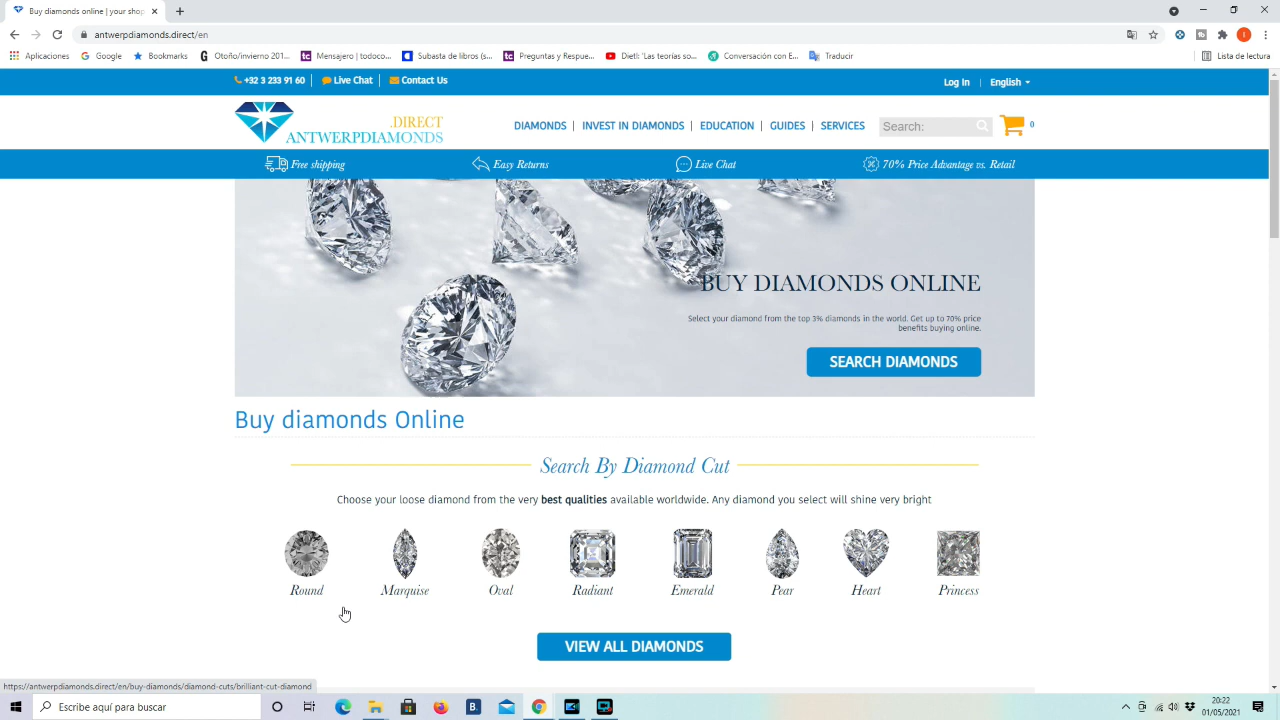 Buy diamonds online | your shop
antwerpdiamonds.direct/en
Aplicaciones
Google
Bookmarks
Otoño/invierno 201...
Mensajero | todoco...
Subasta de libros (s...
Preguntas y Respue...
Dietl: "Las teorías so...
Conversación con E...
Traducir
Lista de lectura
+32 3 233 91 60
Live Chat
Contact Us
Log In
English
.DIRECT
ANTWERPDIAMONDS
DIAMONDS
INVEST IN DIAMONDS
EDUCATION
GUIDES
SERVICES
Search:
0
Free shipping
Easy Returns
Live Chat
70% Price Advantage vs. Retail
BUY DIAMONDS ONLINE
Select your diamond from the top 3% diamonds in the world. Get up to 70% price
benefits buying online.
SEARCH DIAMONDS
Buy diamonds Online
Search By Diamond Cut
Choose your loose diamond from the very best qualities available worldwide. Any diamond you select will shine very bright
Round
Marquise
Oval
Radiant
Emerald
Pear
Heart
Princess
VIEW ALL DIAMONDS
https://antwerpdiamonds.direct/en/buy-diamonds/diamond-cuts/brilliant-cut-diamond
Escribe aquí para buscar
20:22
01/05/2021